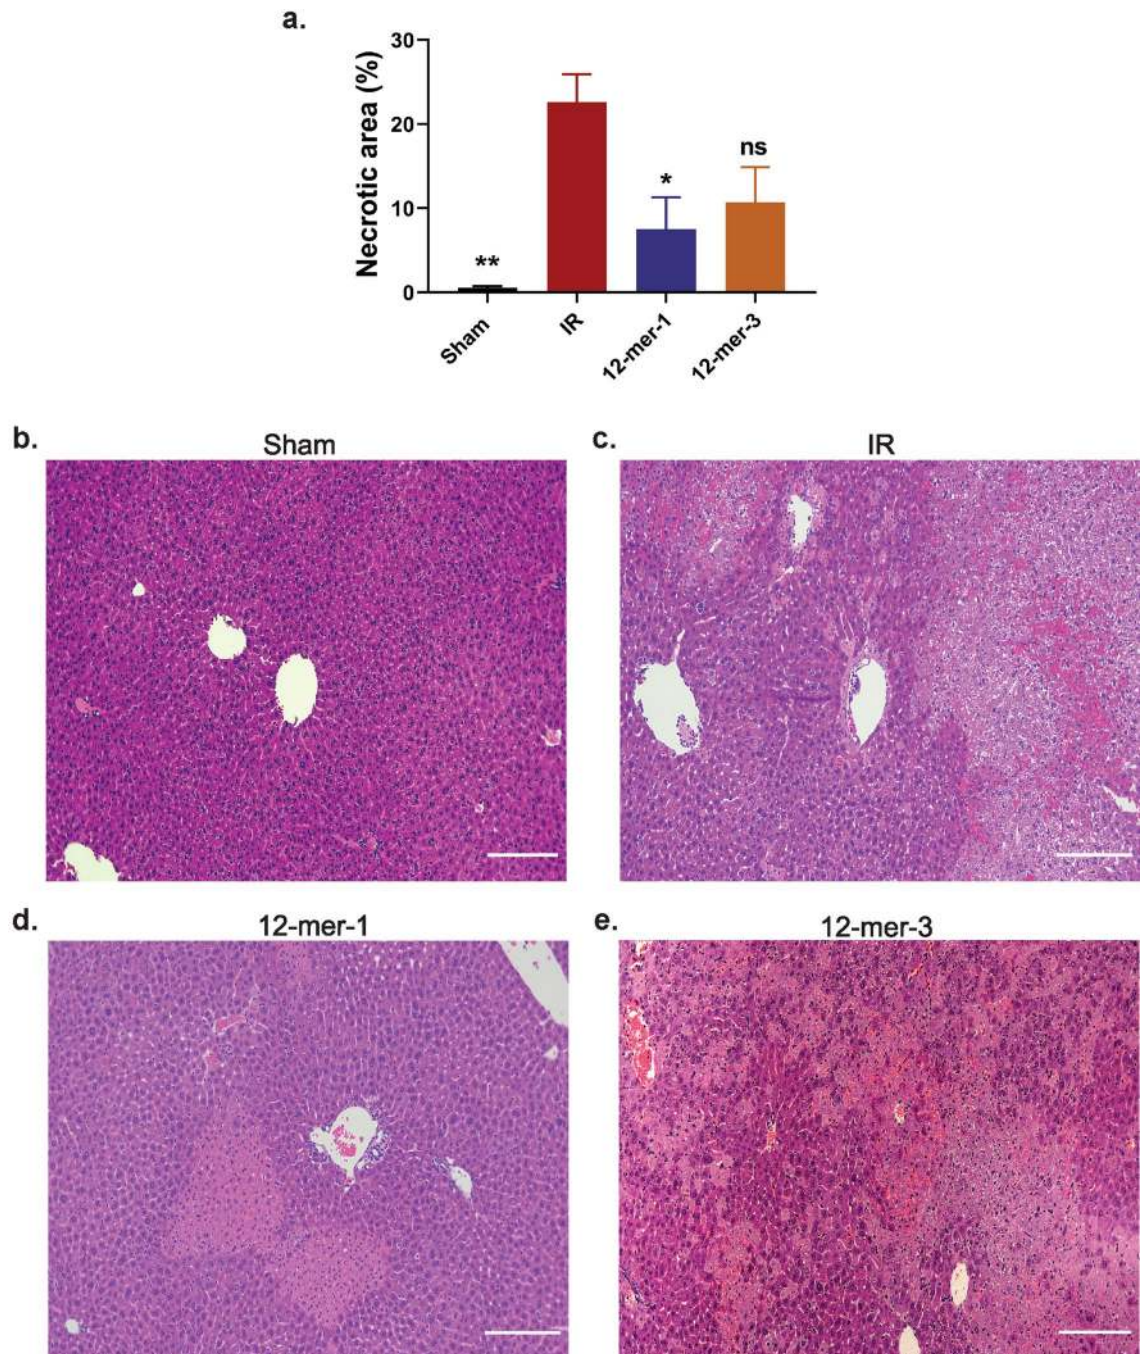 a.
Necrotic area (%)
30
20
10
0
**
*
ns
Sham
IR
12-mer-1
12-mer-3
b.
Sham
c.
IR
d.
12-mer-1
e.
12-mer-3